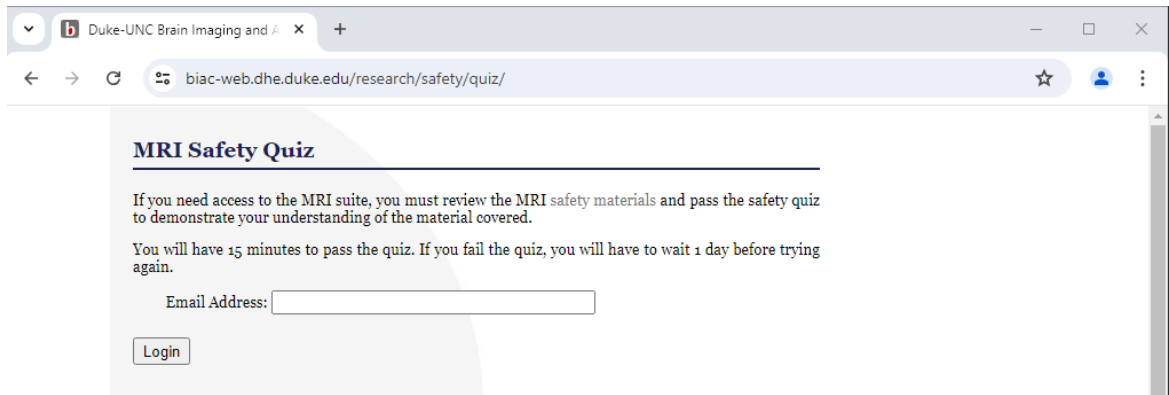 Duke-UNC Brain Imaging and A
biac-web.dhe.duke.edu/research/safety/quiz/
MRI Safety Quiz
If you need access to the MRI suite, you must review the MRI safety materials and pass the safety quiz
to demonstrate your understanding of the material covered.
You will have 15 minutes to pass the quiz. If you fail the quiz, you will have to wait 1 day before trying
again.
Email Address:
Login